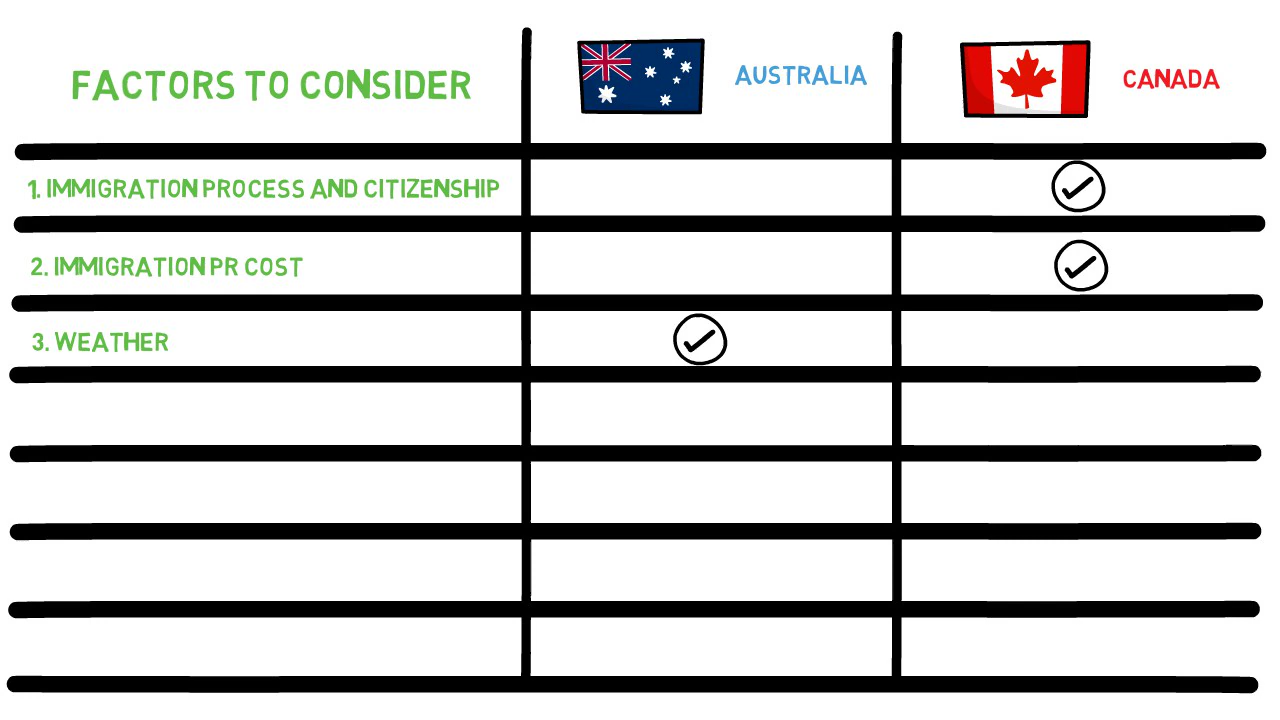 FACTORS TO CONSIDER
AUSTRALIA
CANADA
1. IMMIGRATION PROCESS AND CITIZENSHIP
2. IMMIGRATION PR COST
3. WEATHER